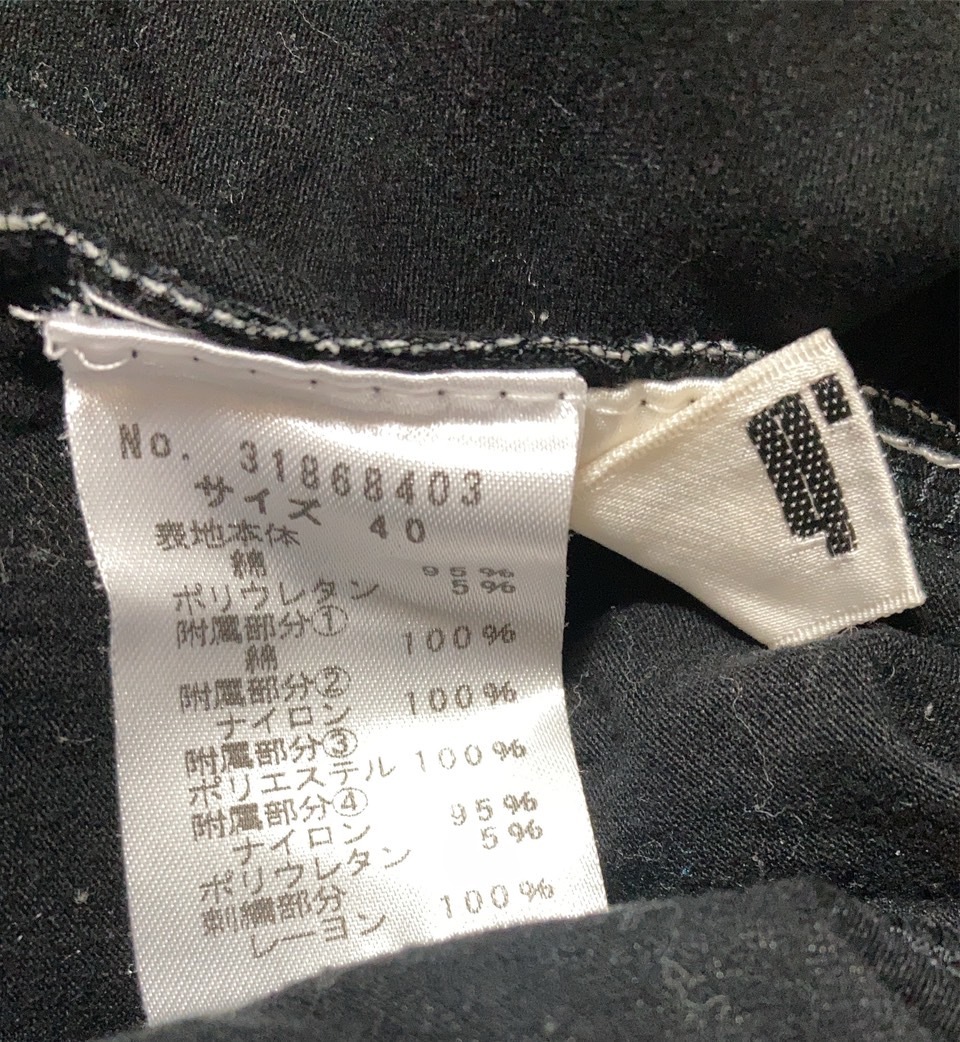 No. 31868403
サイズ 40
表地本体
綿 95%
ポリウレタン 5%
附属部分①
綿 100%
附属部分②
ナイロン 100%
附属部分③
ポリエステル 100%
附属部分④
ナイロン 95%
ポリウレタン 5%
刺繍部分
レーヨン 100%